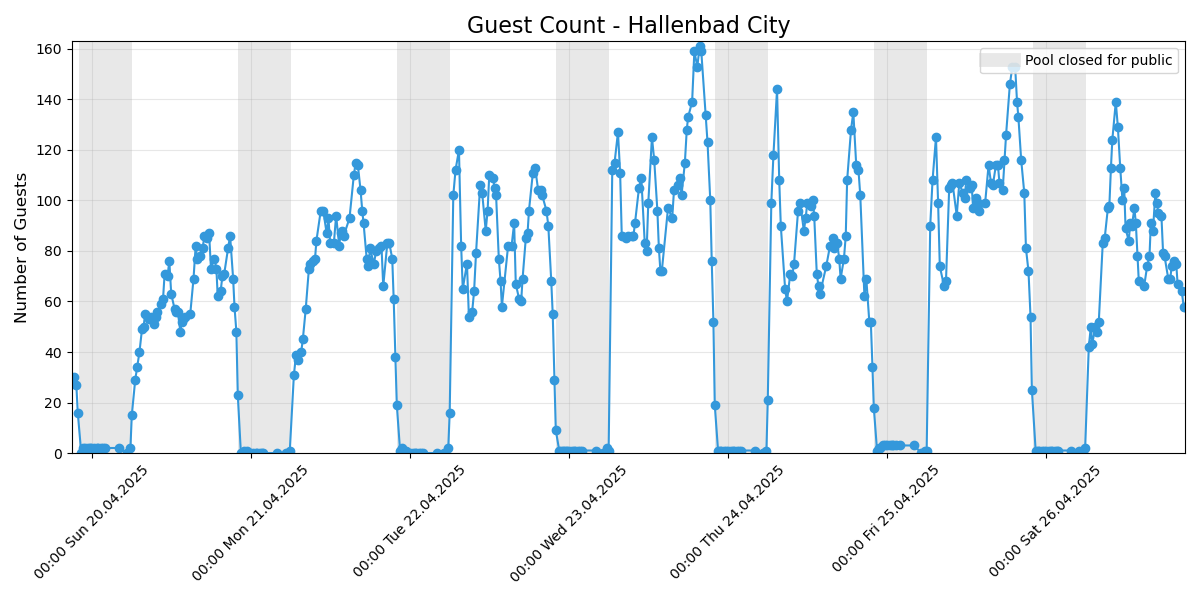 Guest Count - Hallenbad City
Pool closed for public
Number of Guests
160
140
120
100
80
60
40
20
0
00:00 Sun 20.04.2025
00:00 Mon 21.04.2025
00:00 Tue 22.04.2025
00:00 Wed 23.04.2025
00:00 Thu 24.04.2025
00:00 Fri 25.04.2025
00:00 Sat 26.04.2025